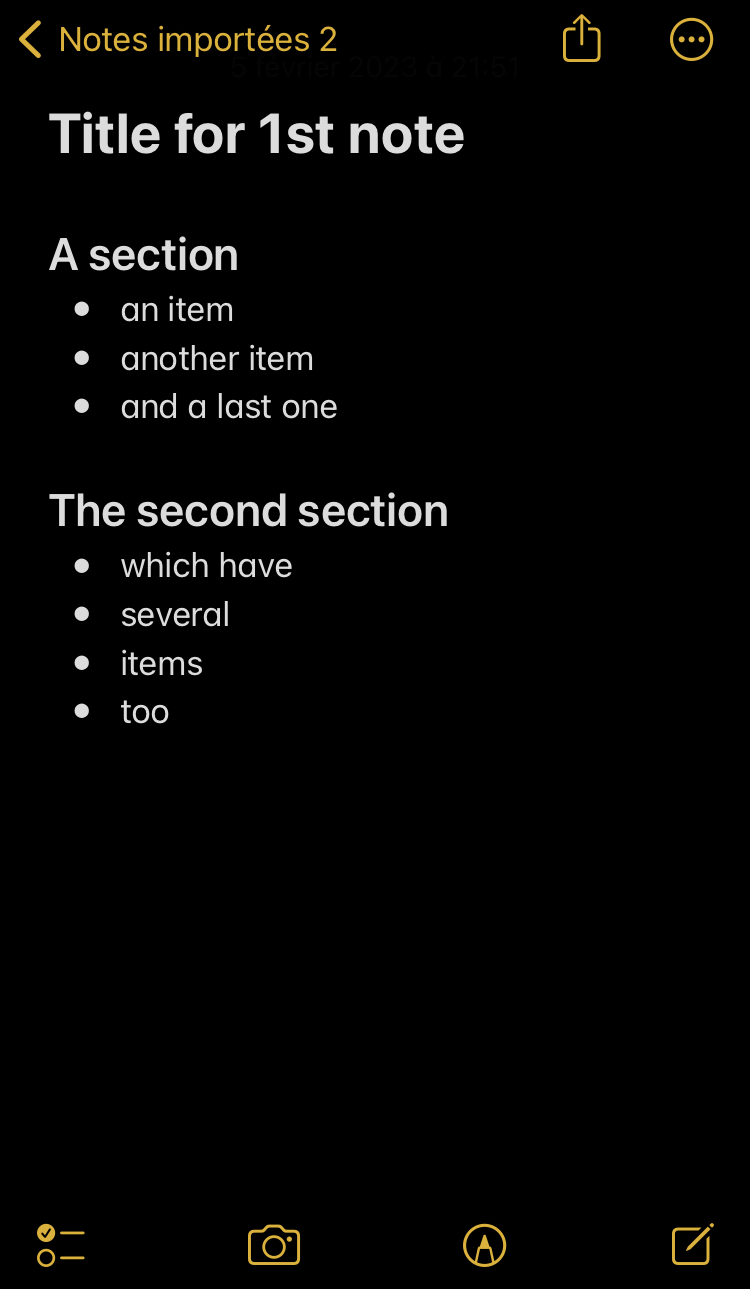 Notes importées 2
5 février 2023 à 21:51
Title for 1st note
A section
an item
another item
and a last one
The second section
which have
several
items
too